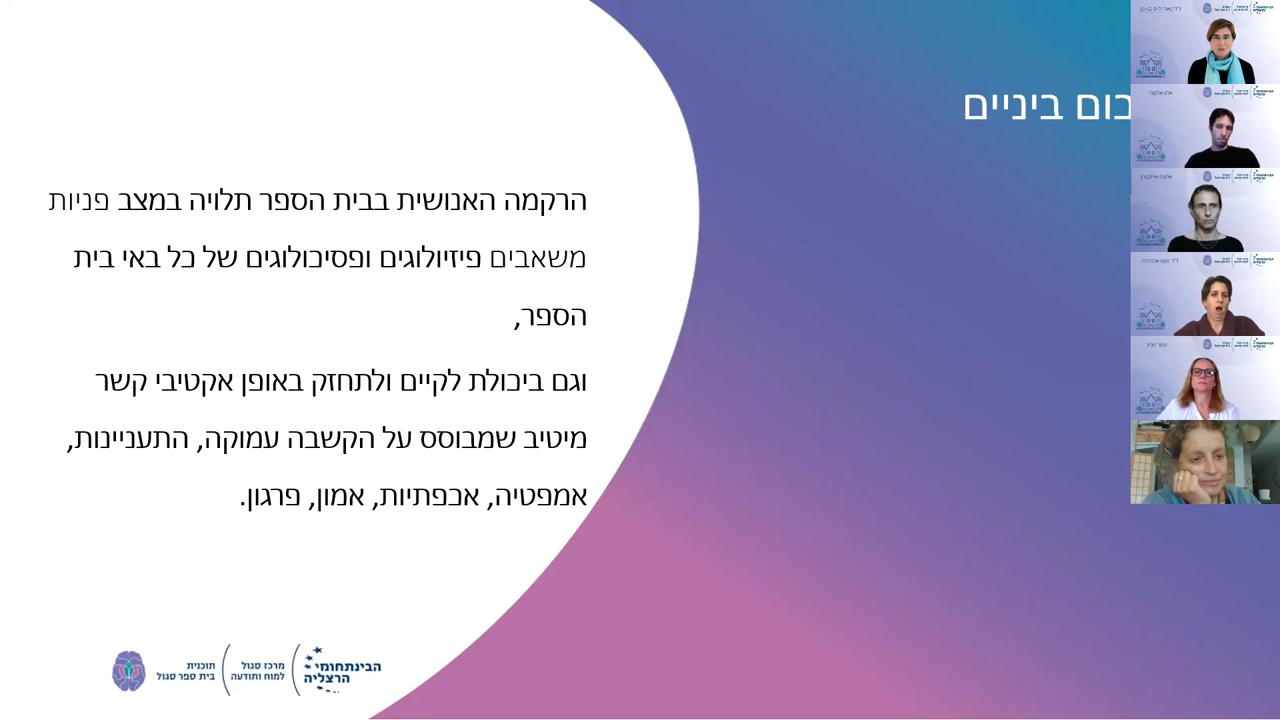 כום ביניים
הרקמה האנושית בבית הספר תלויה במצב פניות
משאבים פיזיולוגים ופסיכולוגים של כל באי בית
הספר,
וגם ביכולת לקיים ולתחזק באופן אקטיבי קשר
מיטיב שמבוסס על הקשבה עמוקה, התעניינות,
אמפטיה, אכפתיות, אמון, פרגון.
הבינתחומי
הרצליה
מרכז סגול
למוח ותודעה
תוכנית
בית ספר סגול